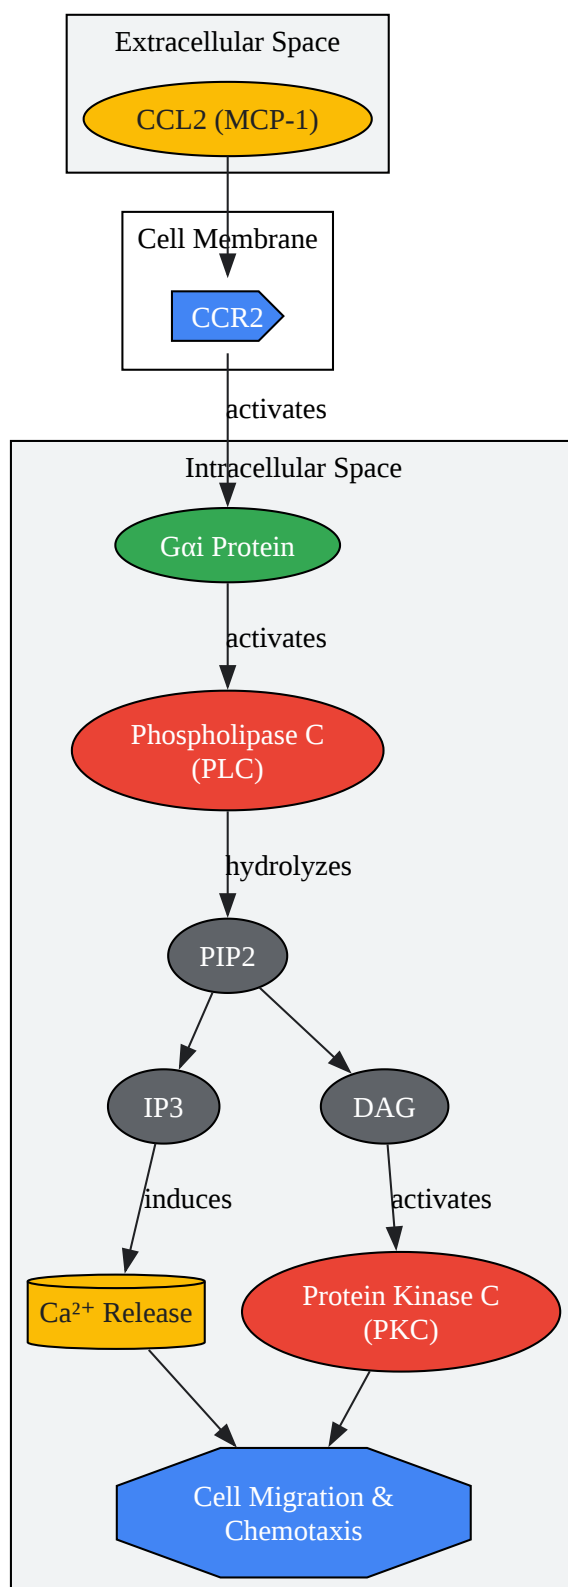 Extracellular Space
CCL2 (MCP-1)
Cell Membrane
CCR2
activates
Intracellular Space
Gαi Protein
activates
Phospholipase C
(PLC)
hydrolyzes
PIP2
IP3
DAG
induces
activates
Ca²⁺ Release
Protein Kinase C
(PKC)
Cell Migration &
Chemotaxis